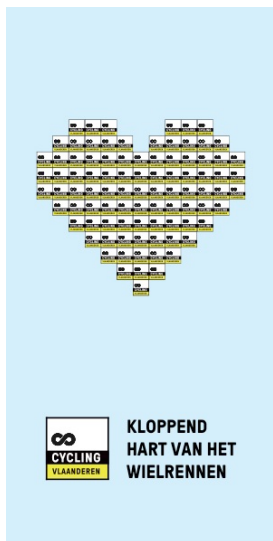 CYCLING
VLAANDEREN
KLOPPEND
HART VAN HET
WIELRENNEN